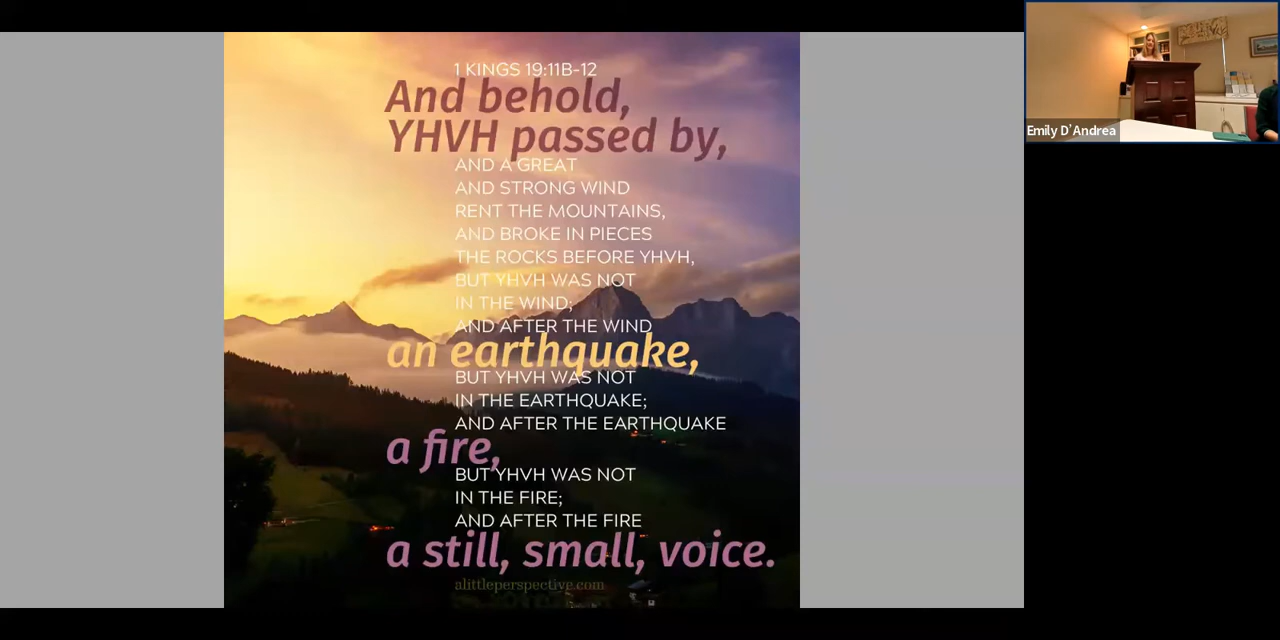 1 KINGS 19:11B-12
And behold,
YHVH passed by,
AND A GREAT
AND STRONG WIND
RENT THE MOUNTAINS,
AND BROKE IN PIECES
THE ROCKS BEFORE YHVH,
BUT YHVH WAS NOT
IN THE WIND;
AND AFTER THE WIND
an earthquake,
BUT YHVH WAS NOT
IN THE EARTHQUAKE;
AND AFTER THE EARTHQUAKE
a fire,
BUT YHVH WAS NOT
IN THE FIRE;
AND AFTER THE FIRE
a still, small, voice.
alittleperspective.com
Emily D'Andrea